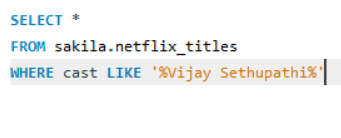 SELECT *
FROM sakila.netflix_titles
WHERE cast LIKE '%Vijay Sethupathi%'